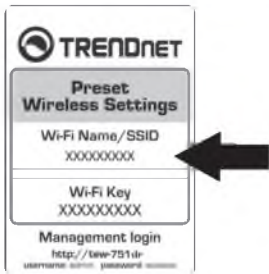 TRENDNET
Preset
Wireless Settings
Wi-Fi Name/SSID
XXXXXXXXX
Wi-Fi Key
XXXXXXXXX
Management login
http://tew-751dr
username: admin password: